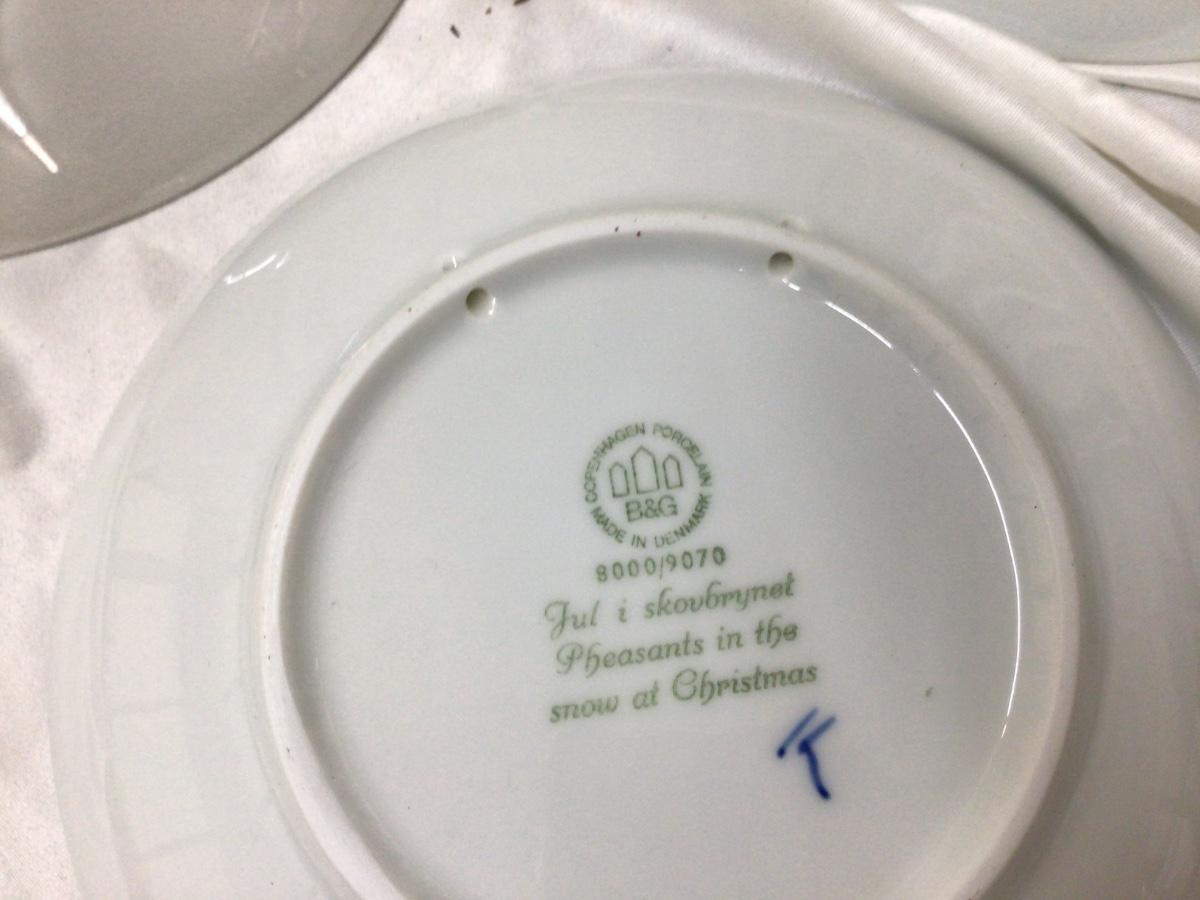 COPENHAGEN PORCELAIN
B&G
MADE IN DENMARK
8000/9070
Jul i skovbrynet
Pheasants in the
snow at Christmas
K